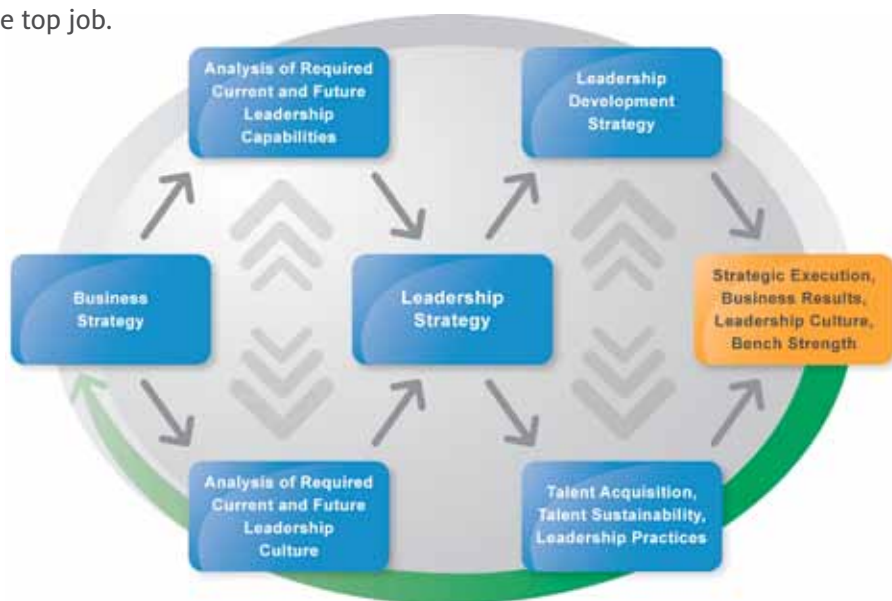 e top job.
Analysis of Required
Current and Future
Leadership
Capabilities
Leadership
Development
Strategy
Business
Strategy
Leadership
Strategy
Strategic Execution,
Business Results,
Leadership Culture,
Bench Strength
Analysis of Required
Current and Future
Leadership
Culture
Talent Acquisition,
Talent Sustainability,
Leadership Practices